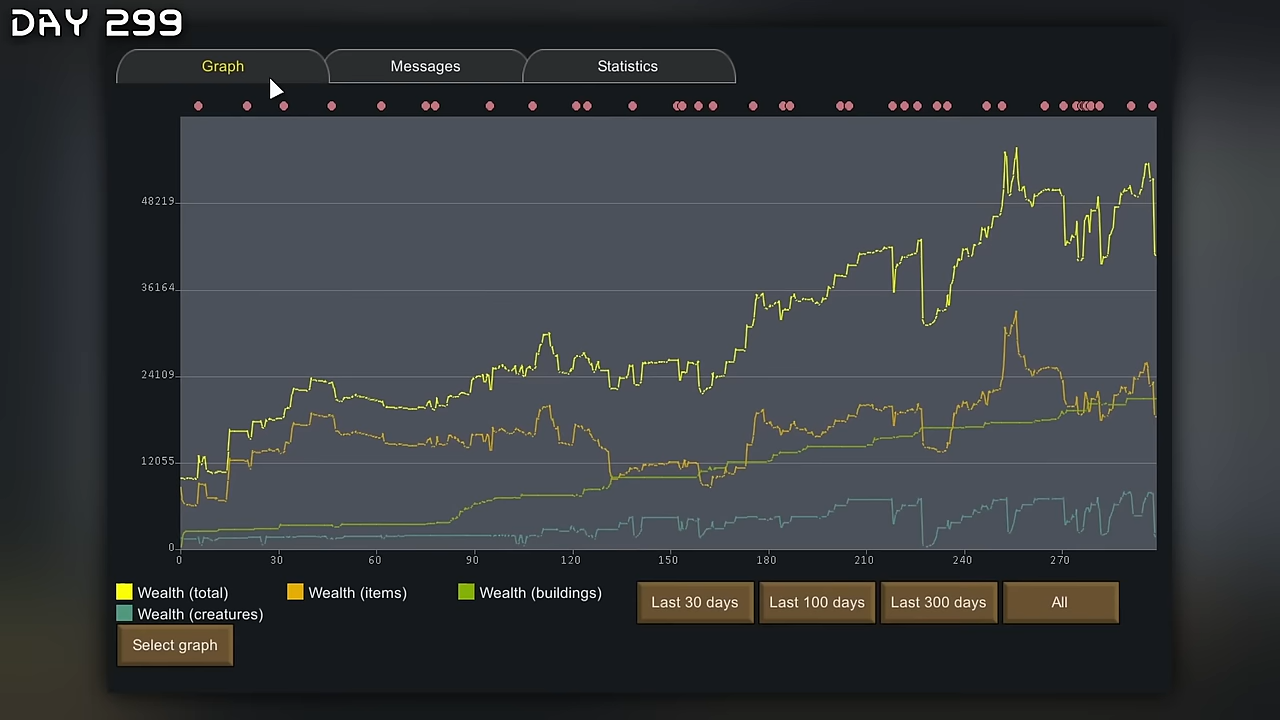 DAY 299
Graph Messages Statistics
48219
36164
24109
12055
0
0 30 60 90 120 150 180 210 240 270
Wealth (total) Wealth (items) Wealth (buildings)
Wealth (creatures)
Last 30 days Last 100 days Last 300 days All
Select graph